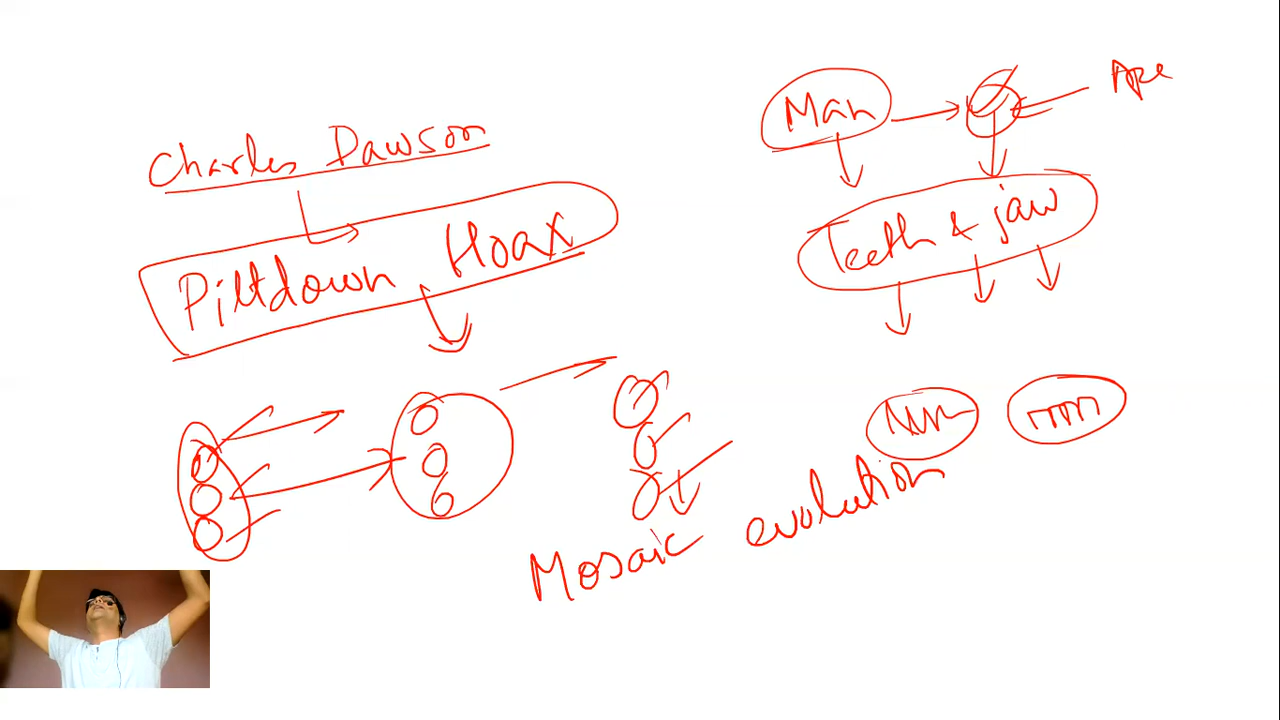 Charles Dawson
Piltdown Hoax
Man
Ape
Teeth & jaw
Mosaic evolution